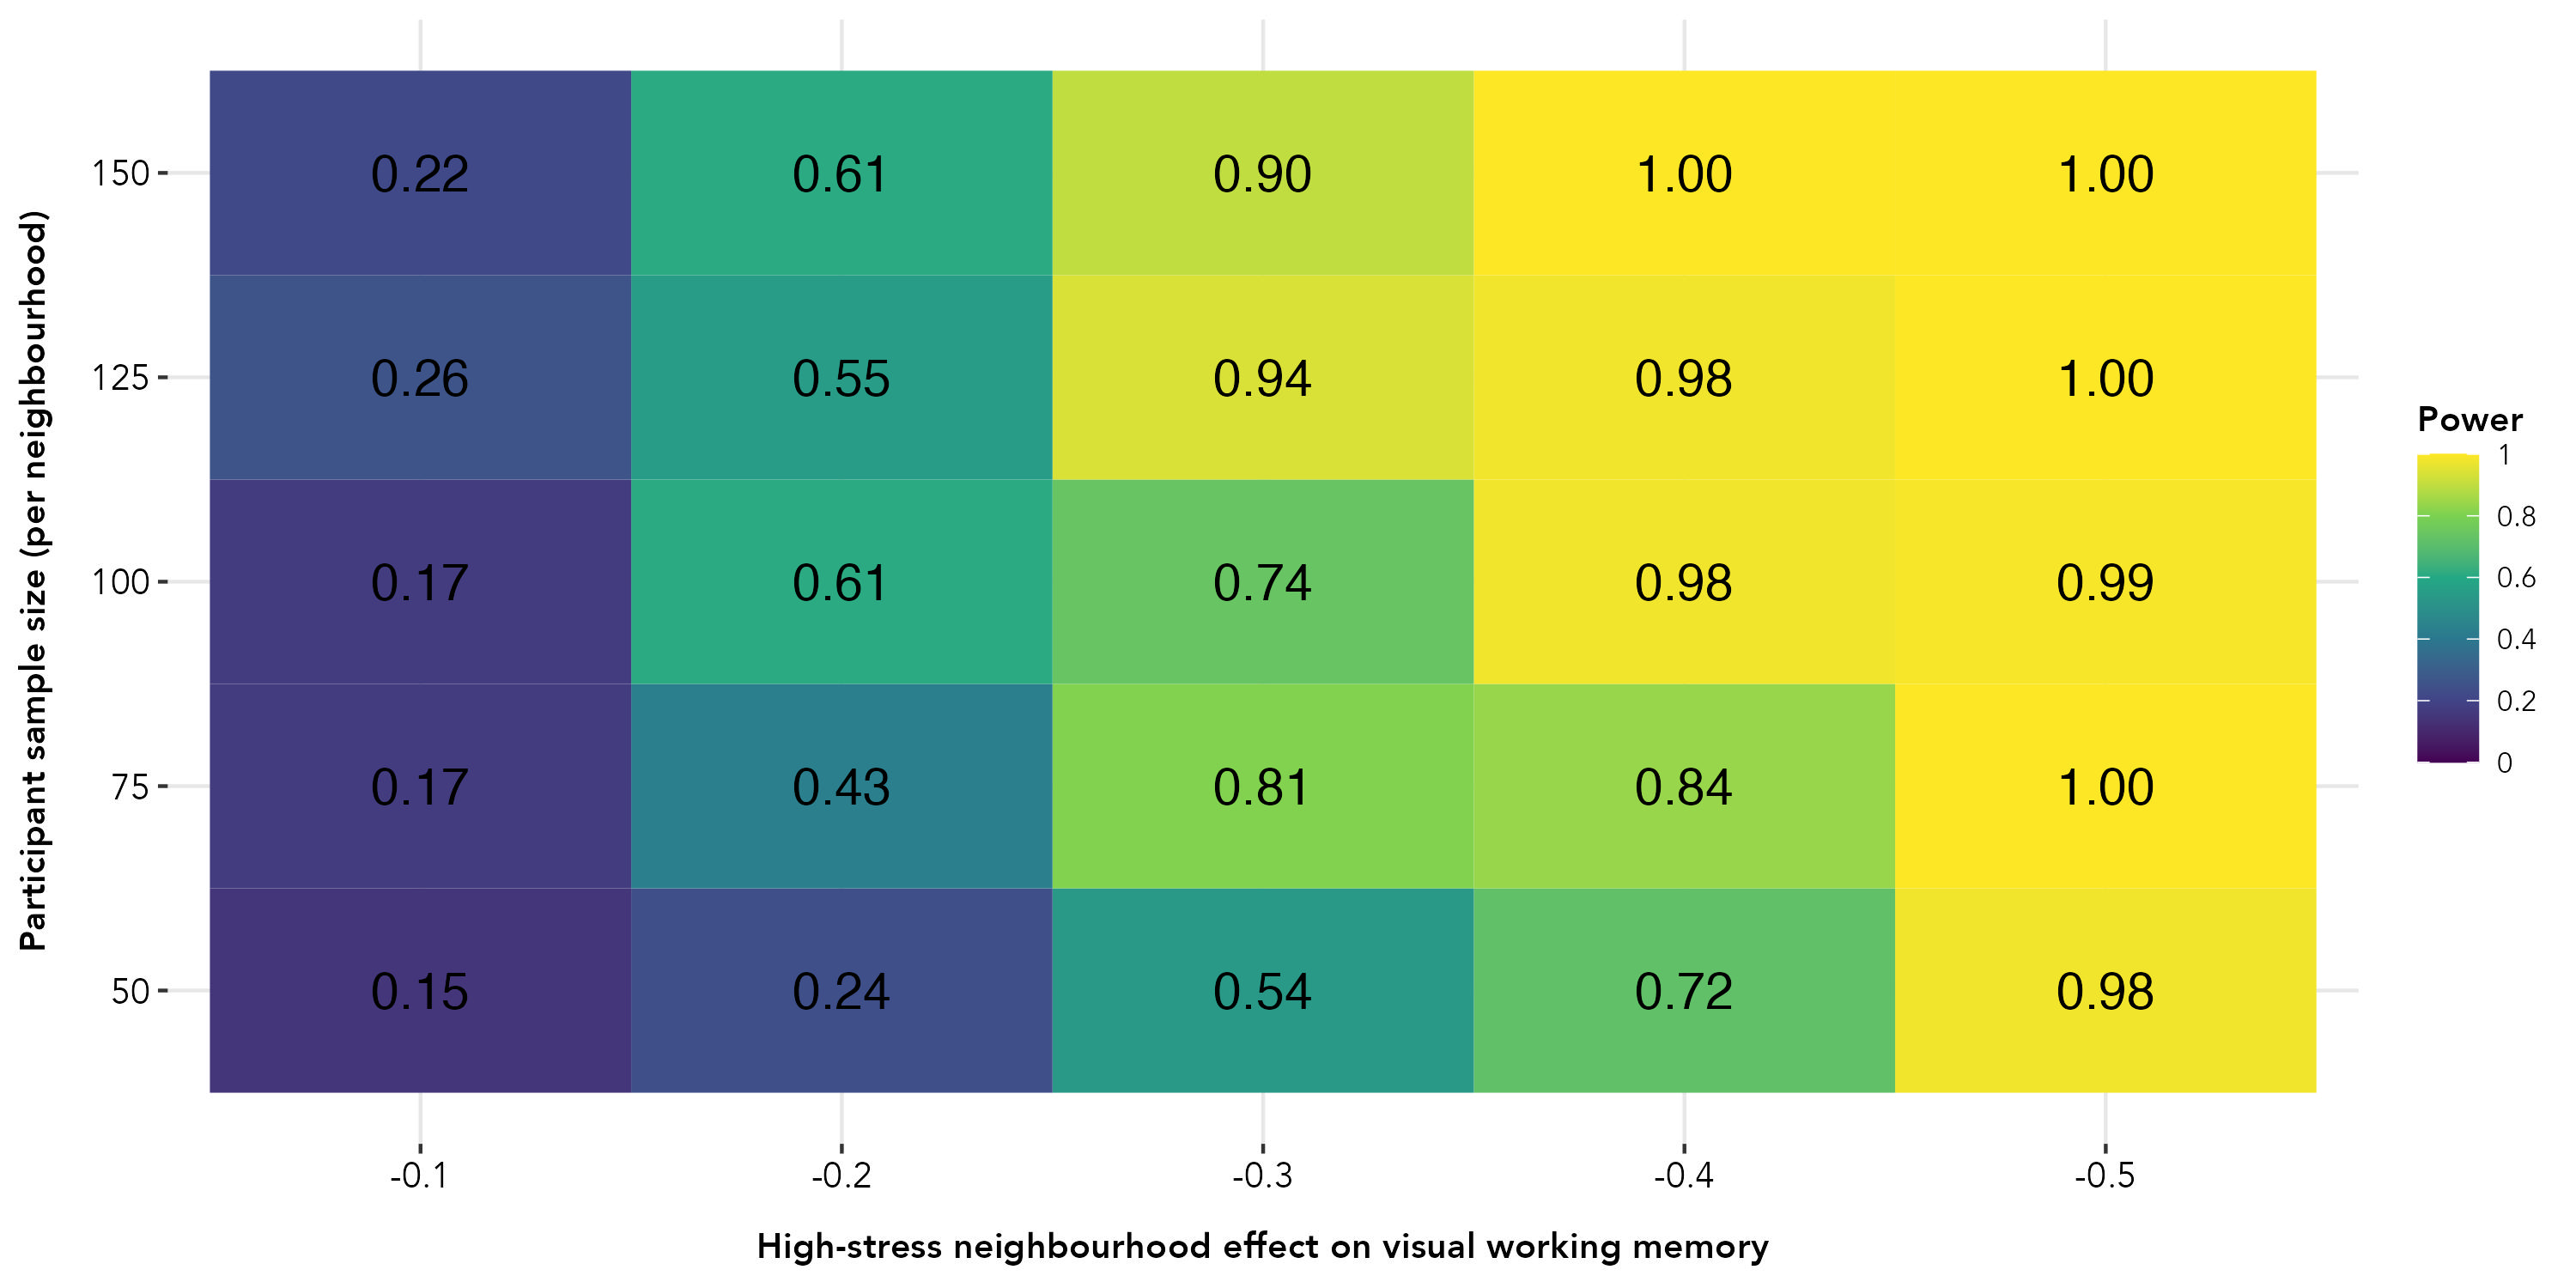 Participant sample size (per neighbourhood)
150
0.22 0.61 0.90 1.00 1.00
125
0.26 0.55 0.94 0.98 1.00
100
0.17 0.61 0.74 0.98 0.99
75
0.17 0.43 0.81 0.84 1.00
50
0.15 0.24 0.54 0.72 0.98
-0.1 -0.2 -0.3 -0.4 -0.5
High-stress neighbourhood effect on visual working memory
Power
1
0.8
0.6
0.4
0.2
0